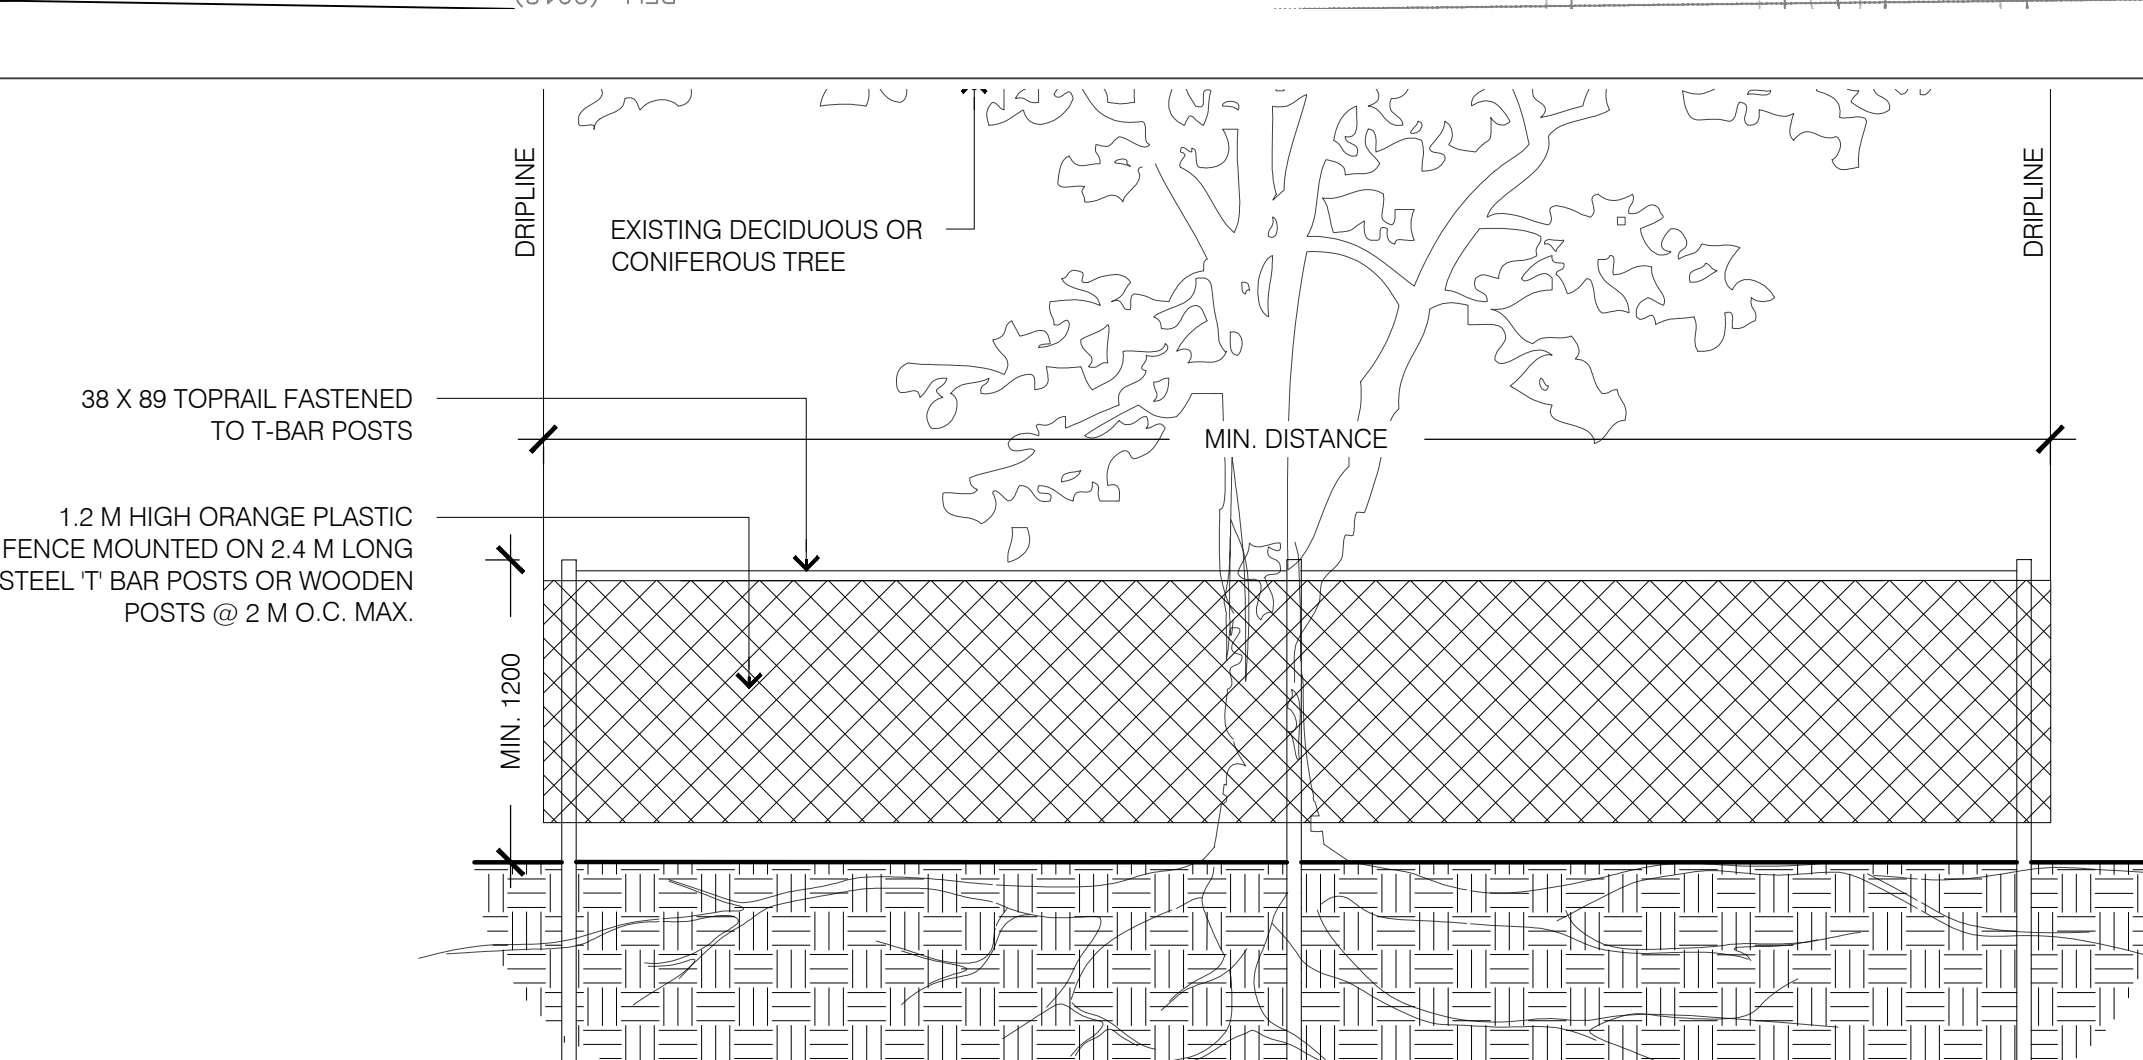 DRIPLINE
DRIPLINE
EXISTING DECIDUOUS OR
CONIFEROUS TREE
38 X 89 TOPRAIL FASTENED
TO T-BAR POSTS
MIN. DISTANCE
1.2 M HIGH ORANGE PLASTIC
FENCE MOUNTED ON 2.4 M LONG
STEEL 'T' BAR POSTS OR WOODEN
POSTS @ 2 M O.C. MAX.
MIN. 1200